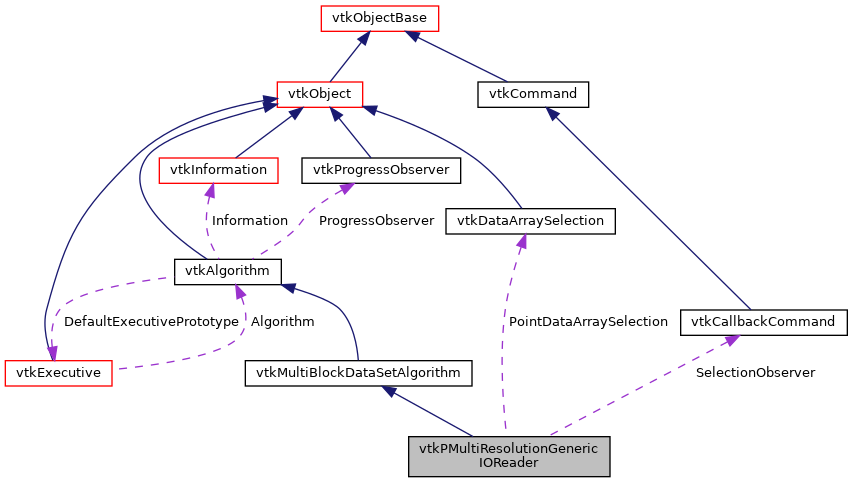 vtkObjectBase
vtkObject
vtkCommand
vtkInformation
vtkProgressObserver
vtkDataArraySelection
Information
ProgressObserver
vtkAlgorithm
DefaultExecutivePrototype
Algorithm
PointDataArraySelection
vtkCallbackCommand
vtkExecutive
vtkMultiBlockDataSetAlgorithm
SelectionObserver
vtkPMultiResolutionGeneric
IOReader